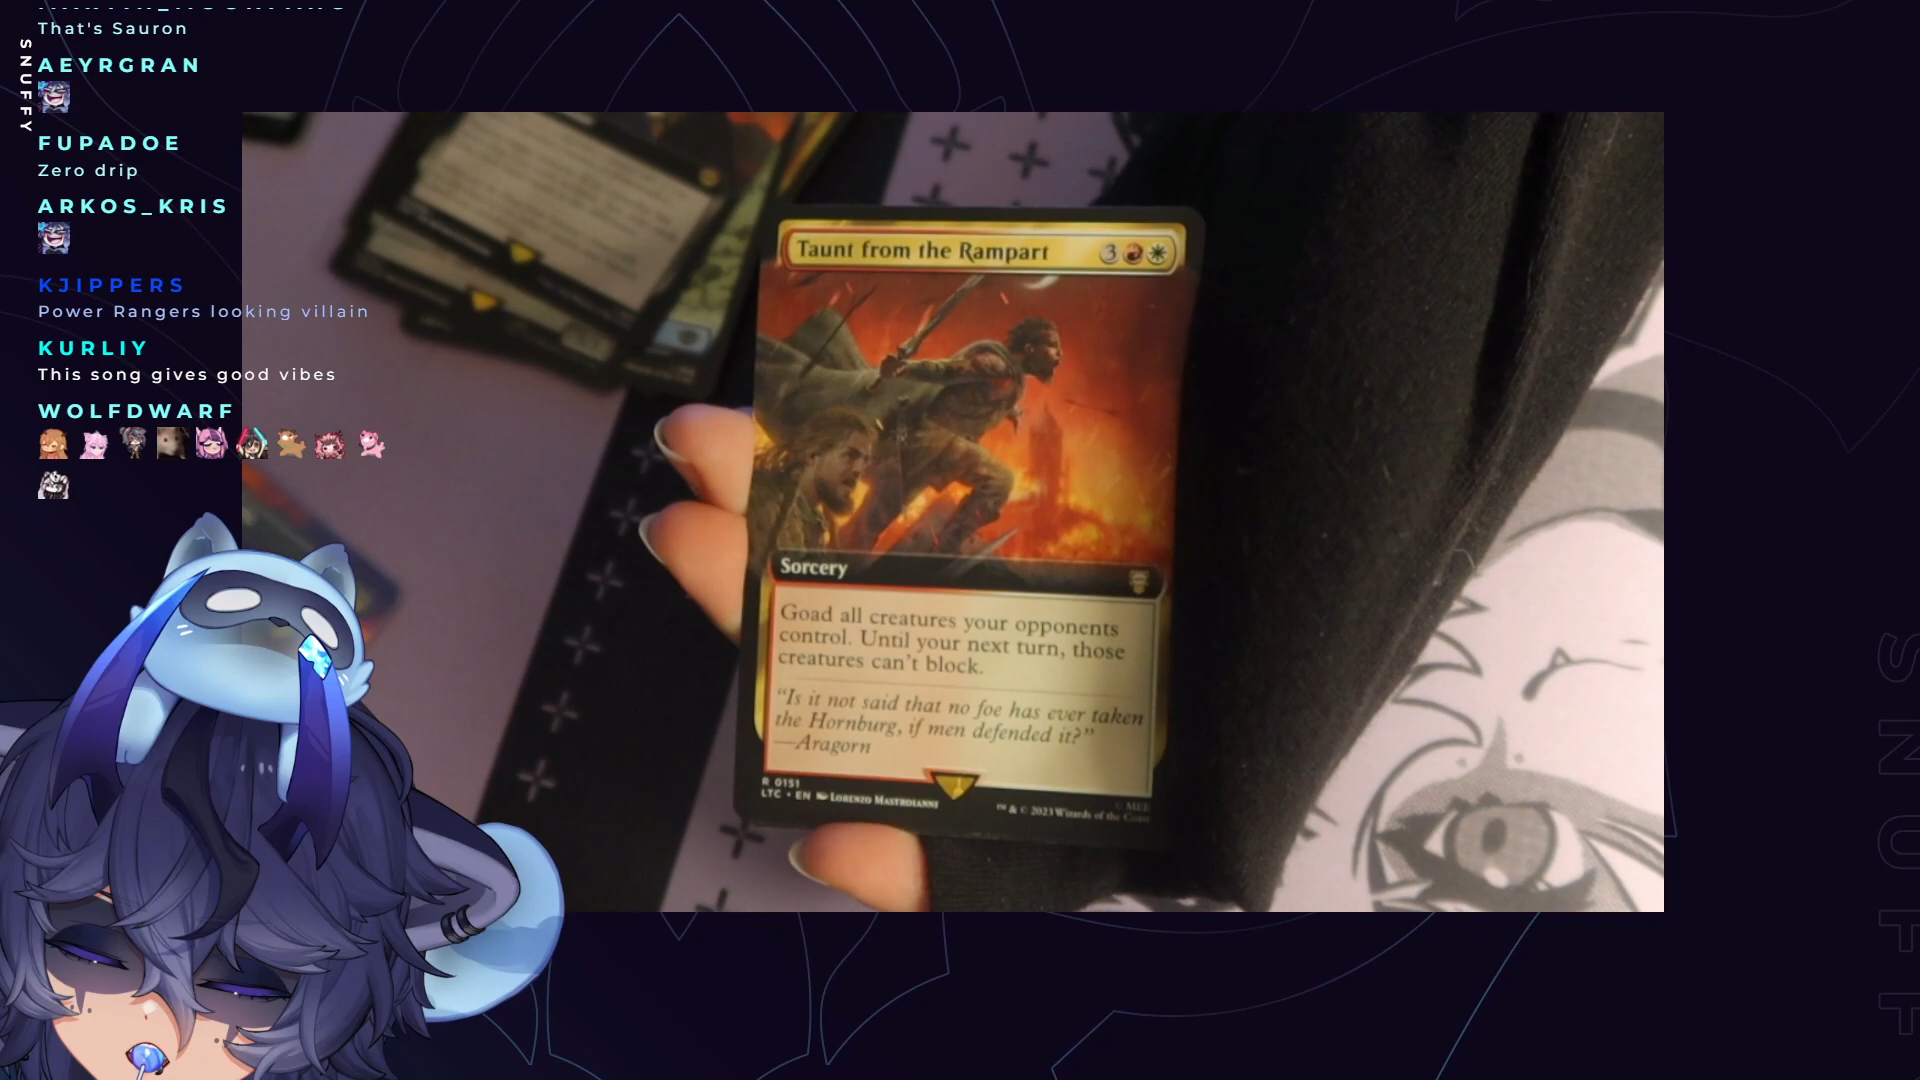 That's Sauron
SNUFFY
AEYRGRAN
FUPADOE
Zero drip
ARKOS_KRIS
KJIPPERS
Power Rangers looking villain
KURLIY
This song gives good vibes
WOLFDWARF
Taunt from the Rampart 3
Sorcery
Goad all creatures your opponents
control. Until your next turn, those
creatures can't block.
"Is it not said that no foe has ever taken
the Hornburg, if men defended it?"
—Aragorn
R 0151
LTC • EN Lorenzo Mastroianni
© MEE
™ & © 2023 Wizards of the Coast
SNUFF